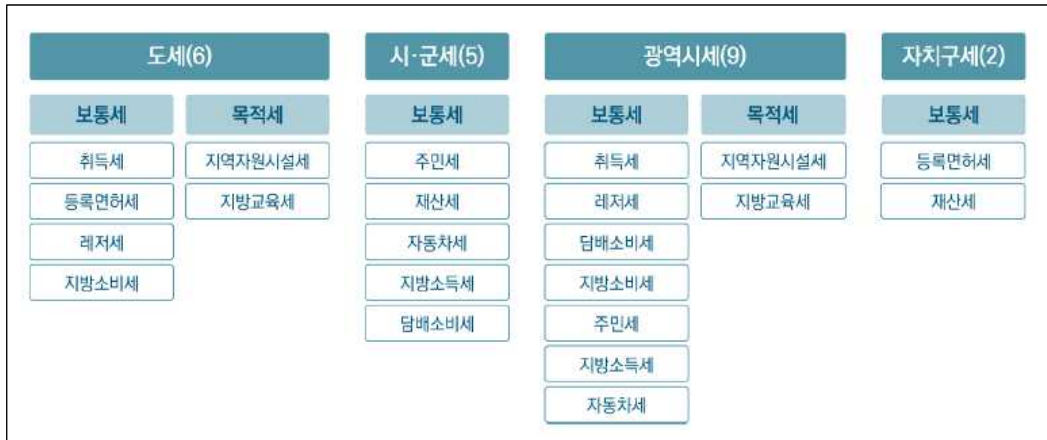 도세(6)
보통세
취득세
등록면허세
레저세
지방소비세
목적세
지역자원시설세
지방교육세
시·군세(5)
보통세
주민세
재산세
자동차세
지방소득세
담배소비세
광역시세(9)
보통세
취득세
레저세
담배소비세
지방소비세
주민세
지방소득세
자동차세
목적세
지역자원시설세
지방교육세
자치구세(2)
보통세
등록면허세
재산세